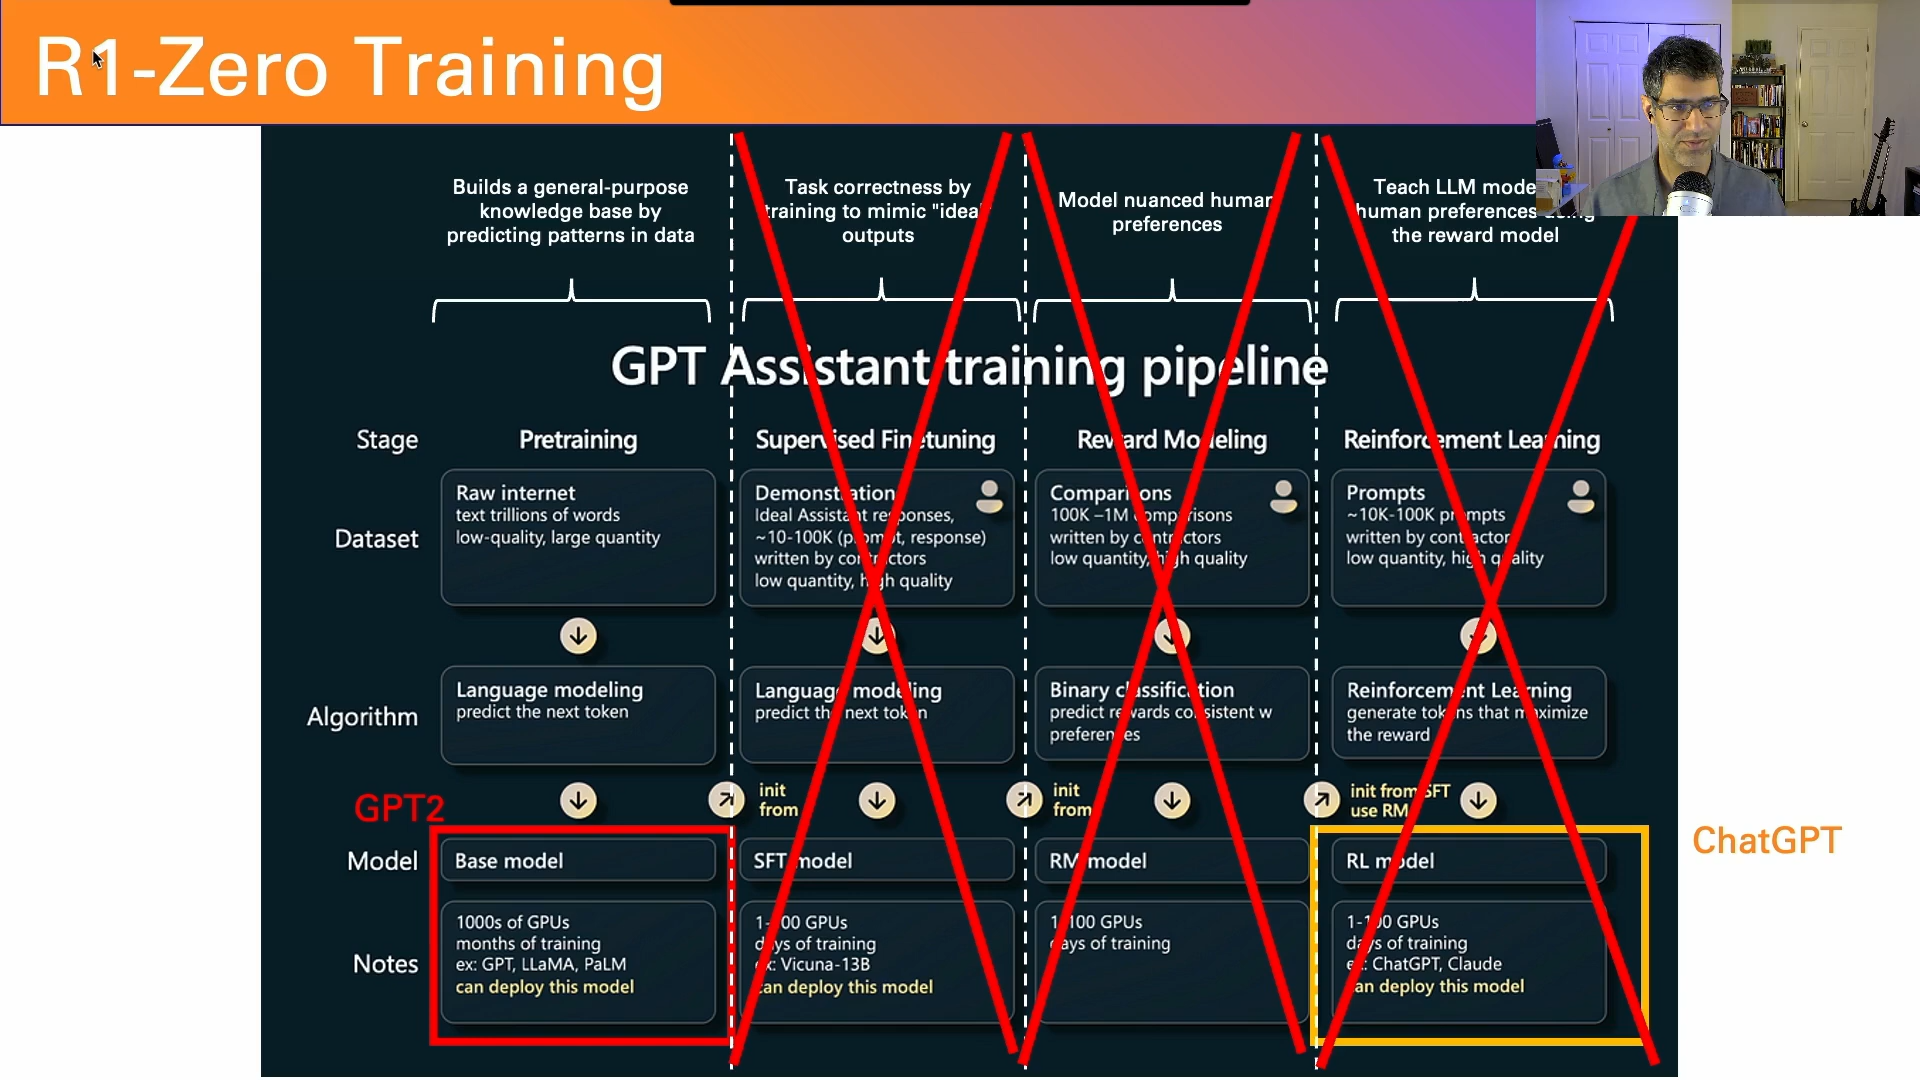 R1-Zero Training
Builds a general-purpose
knowledge base by
predicting patterns in data
Task correctness by
training to mimic "ideal"
outputs
Model nuanced human
preferences
Teach LLM
human preferences
the reward model
GPT Assistant training pipeline
Stage
Pretraining
Supervised Finetuning
Reward Modeling
Reinforcement Learning
Dataset
Raw internet
text trillions of words
low-quality, large quantity
Demonstration
Ideal Assistant responses,
~10-100K (prompt, response)
written by contractors
low quantity, high quality
Comparisons
100K –1M comparisons
written by contractors
low quantity, high quality
Prompts
~10K-100K prompts
written by contractors
low quantity, high quality
Algorithm
Language modeling
predict the next token
Language modeling
predict the next token
Binary classification
predict rewards consistent w
preferences
Reinforcement Learning
generate tokens that maximize
the reward
init
from
init
from
init from SFT
use RM
GPT2
ChatGPT
Model
Base model
SFT model
RM model
RL model
Notes
1000s of GPUs
months of training
ex: GPT, LLaMA, PaLM
can deploy this model
1-100 GPUs
days of training
ex: Vicuna-13B
can deploy this model
1-100 GPUs
days of training
1-100 GPUs
days of training
ex: ChatGPT, Claude
can deploy this model